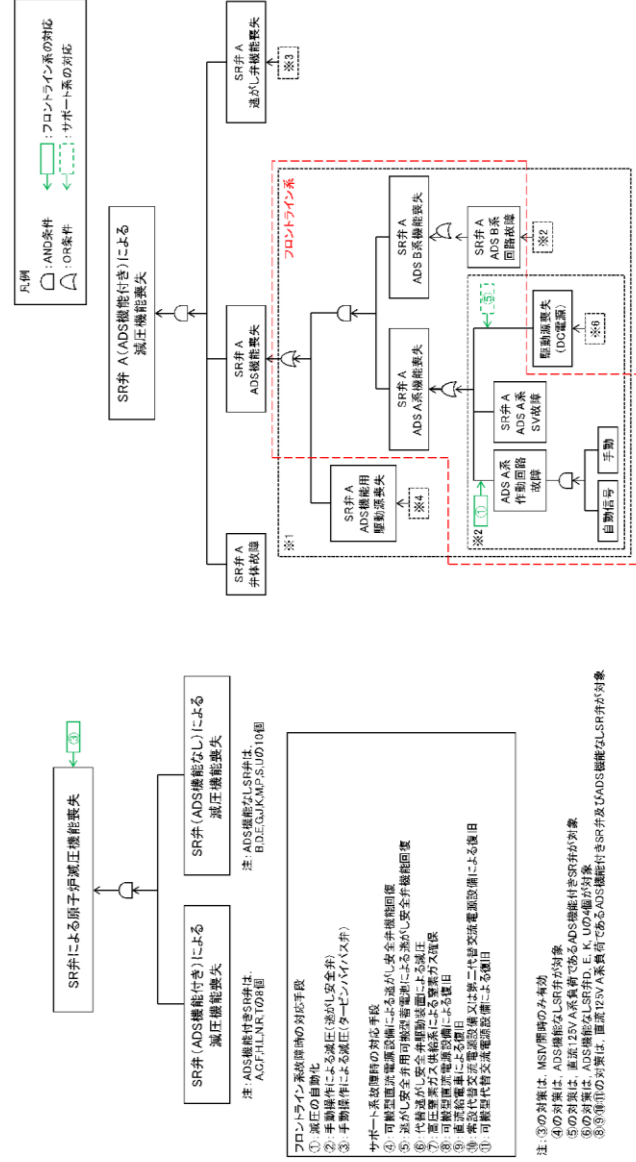 SR弁による原子炉減圧機能喪失
③
SR弁(ADS機能付き)による
減圧機能喪失
注:ADS機能付きSR弁は、
A,C,F,H,L,N,R,Tの8個
SR弁(ADS機能なし)による
減圧機能喪失
注:ADS機能なしSR弁は、
B,D,E,G,J,K,M,P,S,Uの10個
フロントライン系故障時の対応手段
①:減圧の自動化
②:手動操作による減圧(逃がし安全弁)
③:手動操作による減圧(タービンバイパス弁)
サポート系故障時の対応手段
④:可搬型直流電源設備による逃がし安全弁機能回復
⑤:逃がし安全弁用可搬型蓄電池による逃がし安全弁機能回復
⑥:代替逃がし安全弁駆動装置による減圧
⑦:高圧窒素ガス供給系による窒素ガス確保
⑧:可搬型直流電源設備による復旧
⑨:直流給電車による復旧
⑩:常設代替交流電源設備又は第二代替交流電源設備による復旧
⑪:可搬型代替交流電源設備による復旧
注:③の対策は、MSIV開時のみ有効
④の対策は、ADS機能なしSR弁が対象
⑤の対策は、直流125V A系負荷であるADS機能付きSR弁が対象
⑥の対策は、ADS機能なしSR弁D, E, K, Uの4個が対象
⑧⑨⑩⑪の対策は、直流125V A系負荷であるADS機能付きSR弁及びADS機能なしSR弁が対象
凡例
:AND条件
:OR条件
:フロントライン系の対応
:サポート系の対応
SR弁 A(ADS機能付き)による
減圧機能喪失
SR弁 A
弁体故障
SR弁 A
ADS機能喪失
SR弁 A
逃がし弁機能喪失
※3
※1
フロントライン系
SR弁 A
ADS機能用
駆動源喪失
※4
SR弁 A
ADS A系機能喪失
SR弁 A
ADS B系機能喪失
SR弁 A
ADS B系
回路故障
※2
※2
①
ADS A系
作動回路
故障
自動信号
手動
SR弁 A
ADS A系
SV故障
⑤
駆動源喪失
(DC電源)
※6